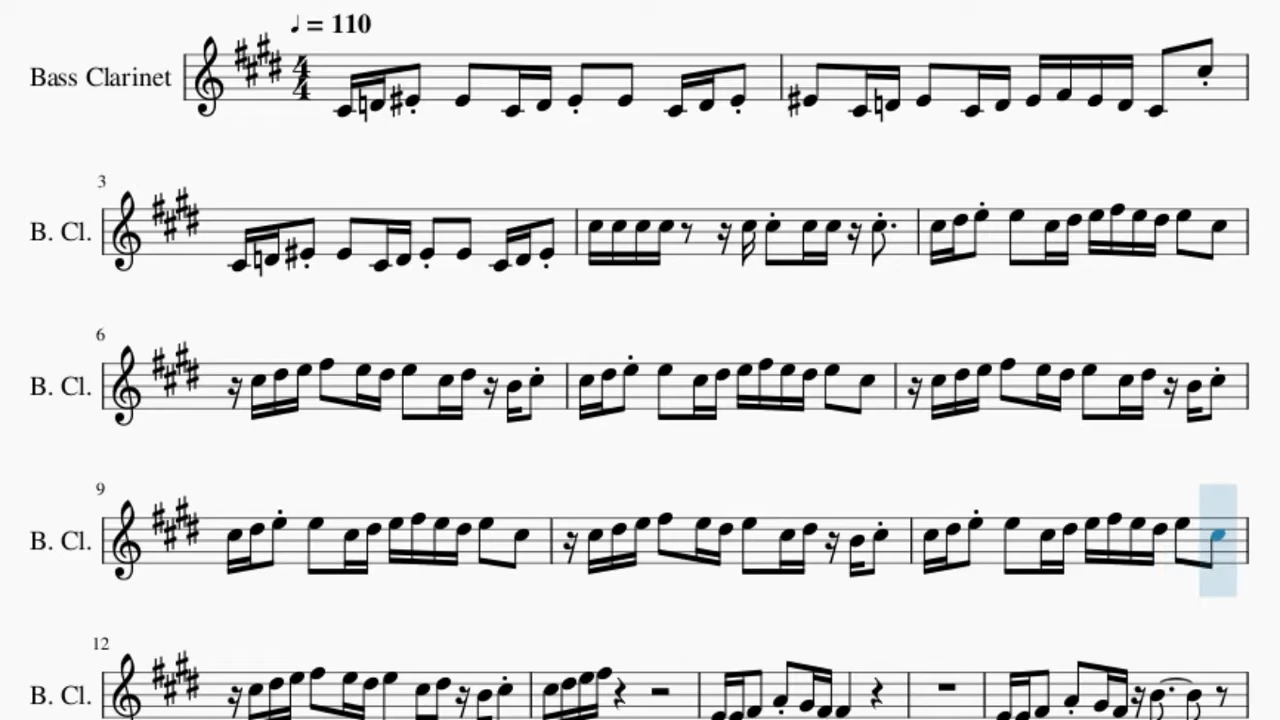 ♩ = 110
Bass Clarinet
4
4
3
B. Cl.
6
B. Cl.
9
B. Cl.
12
B. Cl.